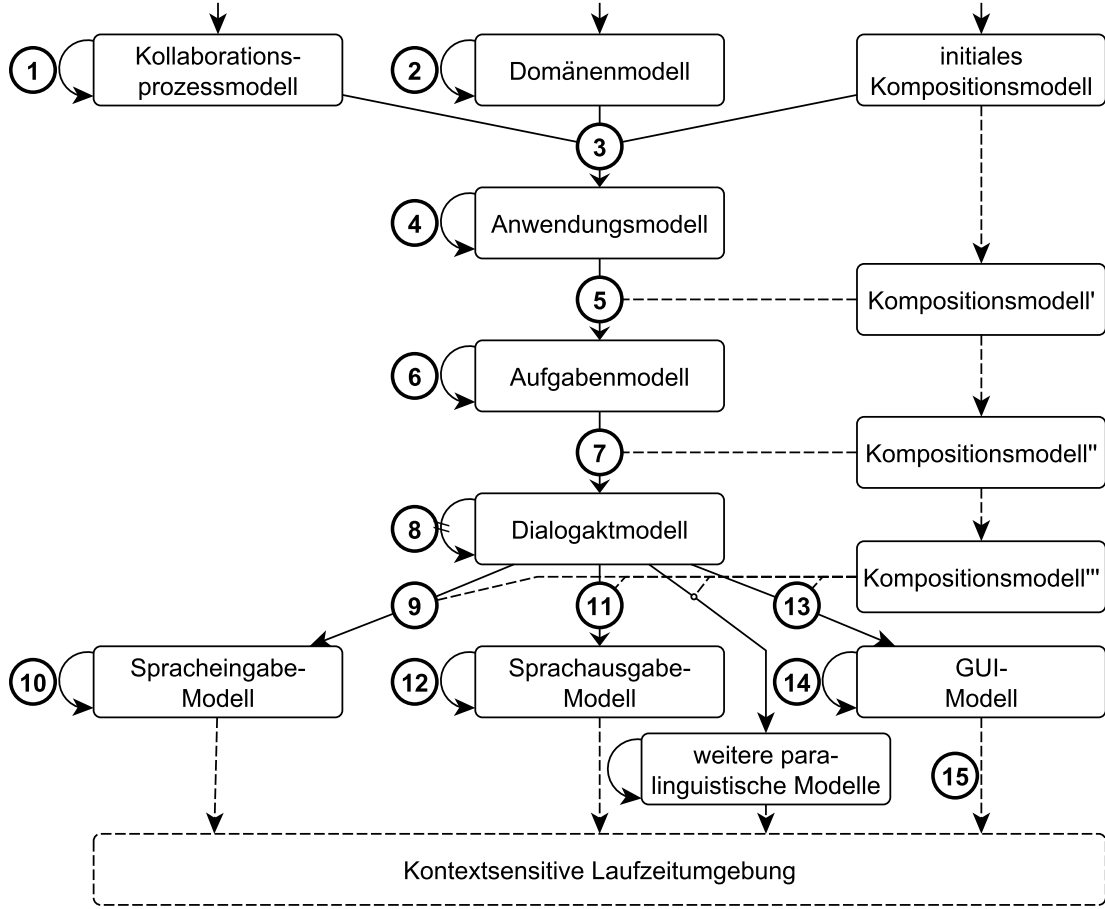 1
Kollaborations-
prozessmodell
2
Domänenmodell
initiales
Kompositionsmodell
3
4
Anwendungsmodell
5
Kompositionsmodell'
6
Aufgabenmodell
7
Kompositionsmodell''
8
Dialogaktmodell
Kompositionsmodell'''
9
11
13
10
Spracheingabe-
Modell
12
Sprachausgabe-
Modell
14
GUI-
Modell
weitere para-
linguistische Modelle
15
Kontextsensitive Laufzeitumgebung